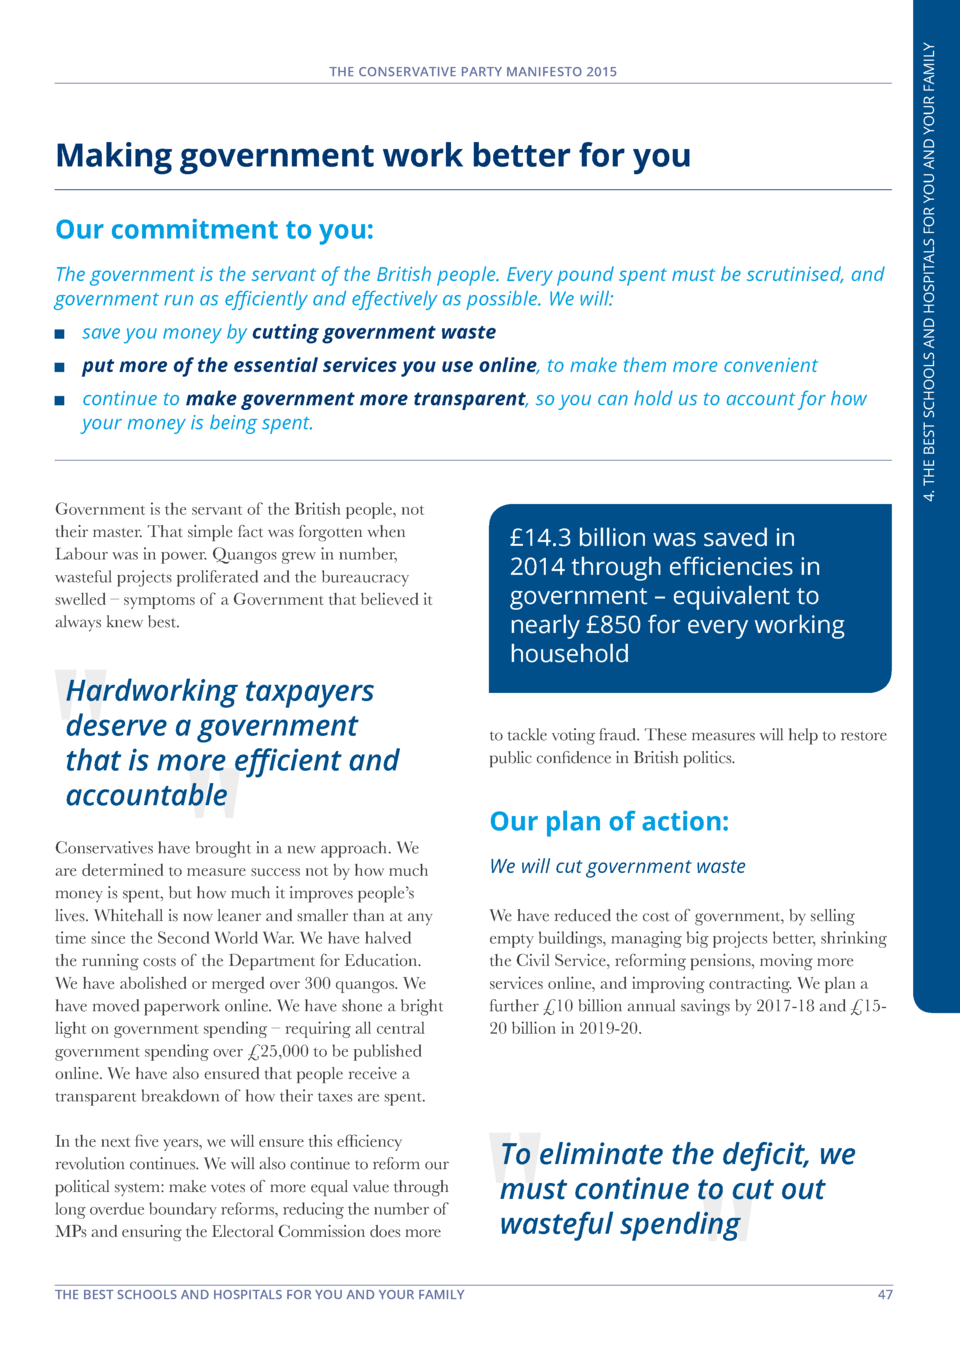 THE CONSERVATIVE PARTY MANIFESTO 2015
Making government work better for you
Our commitment to you:
The government is the servant of the British people. Every pound spent must be scrutinised, and
government run as efficiently and effectively as possible. We will:
■ save you money by cutting government waste
■ put more of the essential services you use online, to make them more convenient
■ continue to make government more transparent, so you can hold us to account for how
your money is being spent.
Government is the servant of the British people, not
their master. That simple fact was forgotten when
Labour was in power. Quangos grew in number,
wasteful projects proliferated and the bureaucracy
swelled – symptoms of a Government that believed it
always knew best.
"Hardworking taxpayers
deserve a government
that is more efficient and
accountable"
Conservatives have brought in a new approach. We
are determined to measure success not by how much
money is spent, but how much it improves people's
lives. Whitehall is now leaner and smaller than at any
time since the Second World War. We have halved
the running costs of the Department for Education.
We have abolished or merged over 300 quangos. We
have moved paperwork online. We have shone a bright
light on government spending – requiring all central
government spending over £25,000 to be published
online. We have also ensured that people receive a
transparent breakdown of how their taxes are spent.
In the next five years, we will ensure this efficiency
revolution continues. We will also continue to reform our
political system: make votes of more equal value through
long overdue boundary reforms, reducing the number of
MPs and ensuring the Electoral Commission does more
£14.3 billion was saved in
2014 through efficiencies in
government – equivalent to
nearly £850 for every working
household
to tackle voting fraud. These measures will help to restore
public confidence in British politics.
Our plan of action:
We will cut government waste
We have reduced the cost of government, by selling
empty buildings, managing big projects better, shrinking
the Civil Service, reforming pensions, moving more
services online, and improving contracting. We plan a
further £10 billion annual savings by 2017-18 and £15-
20 billion in 2019-20.
"To eliminate the deficit, we
must continue to cut out
wasteful spending"
4. THE BEST SCHOOLS AND HOSPITALS FOR YOU AND YOUR FAMILY
THE BEST SCHOOLS AND HOSPITALS FOR YOU AND YOUR FAMILY
47